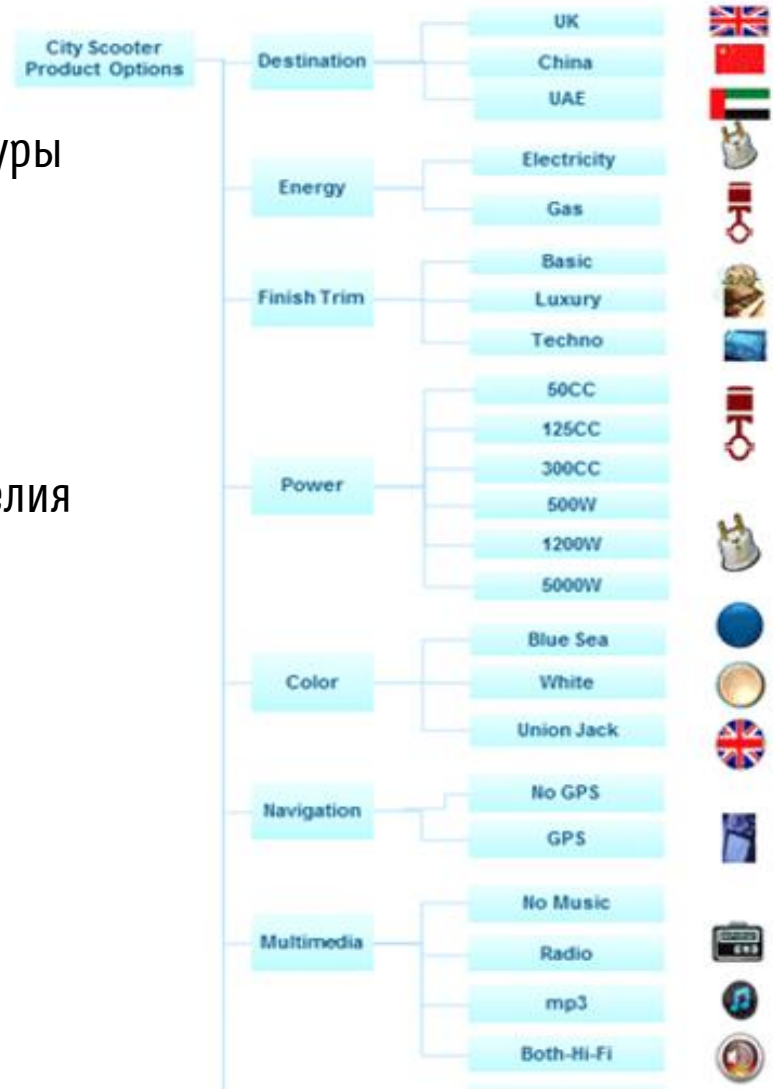 City Scooter
Product Options
Destination
UK
China
UAE
уры
Energy
Electricity
Gas
Finish Trim
Basic
Luxury
Techno
елия
Power
50CC
125CC
300CC
500W
1200W
5000W
Color
Blue Sea
White
Union Jack
Navigation
No GPS
GPS
Multimedia
No Music
Radio
mp3
Both-Hi-Fi